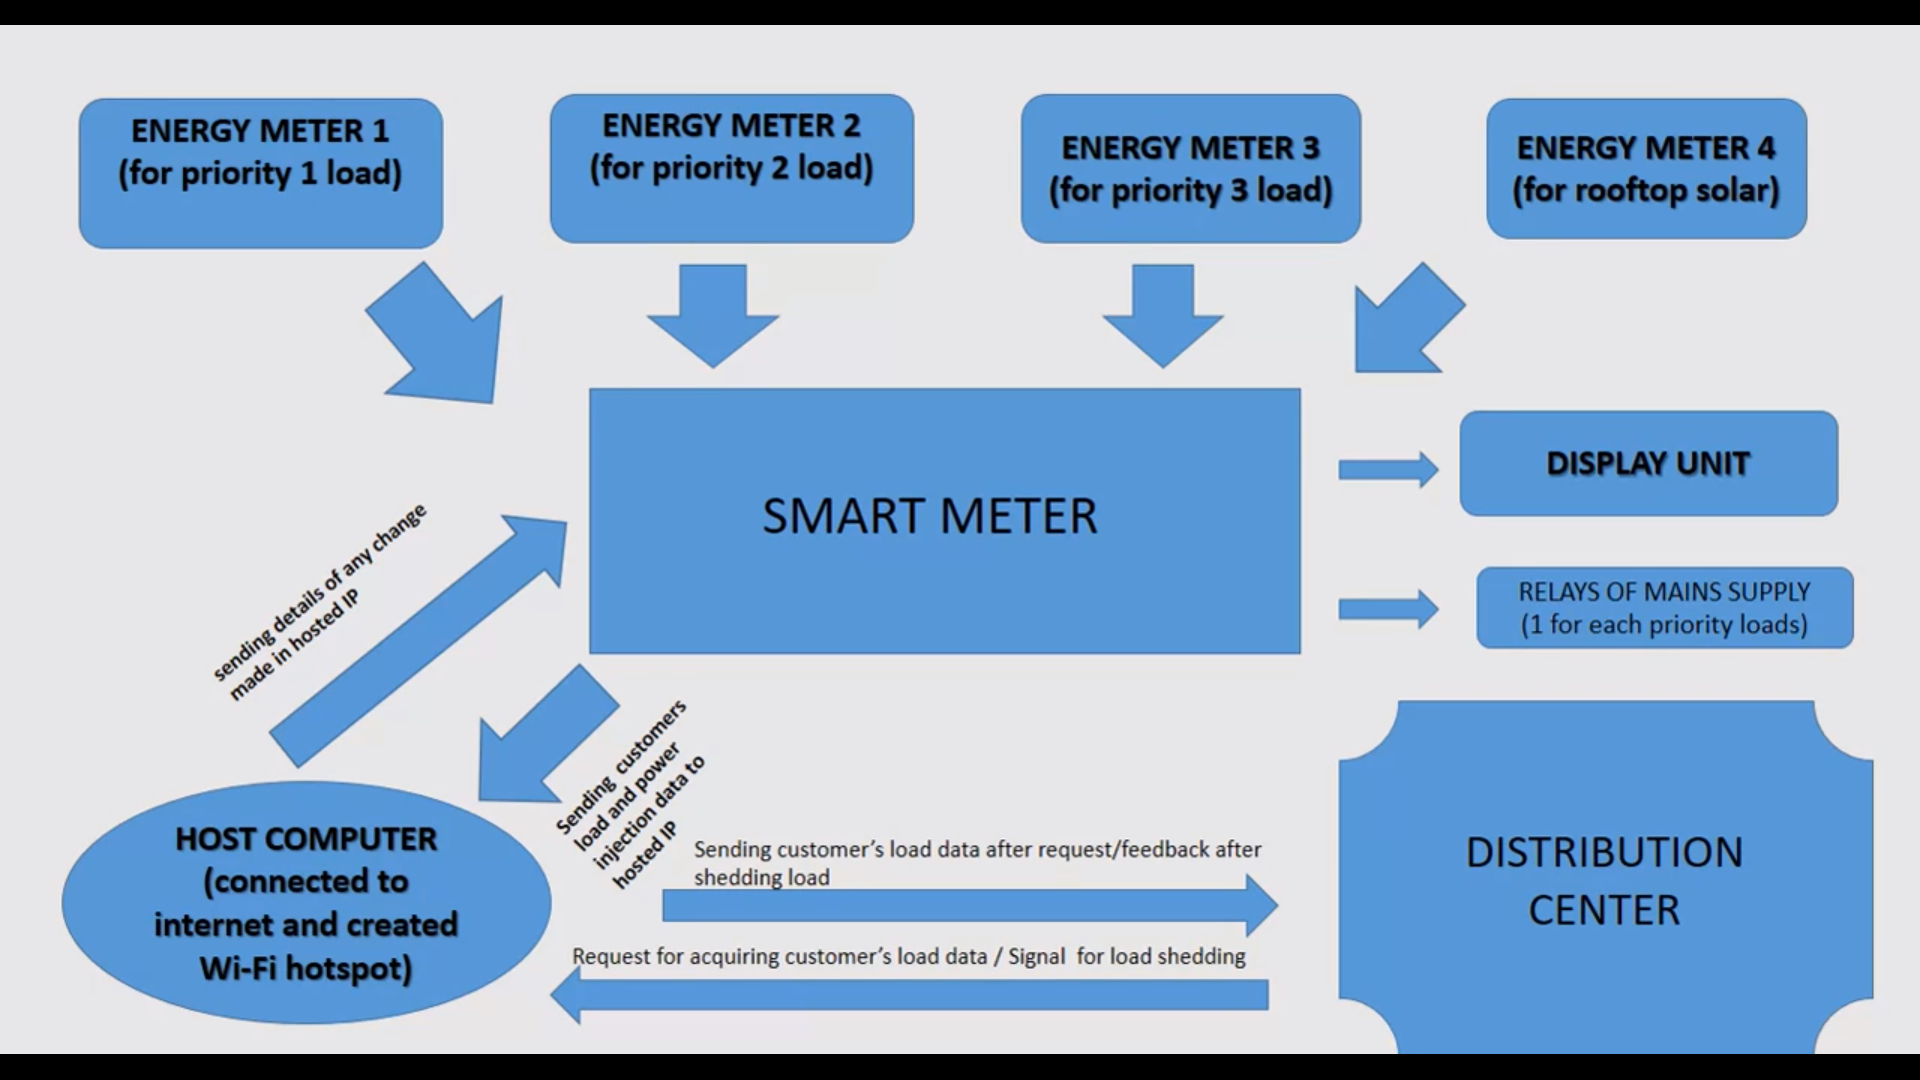 ENERGY METER 1
(for priority 1 load)
ENERGY METER 2
(for priority 2 load)
ENERGY METER 3
(for priority 3 load)
ENERGY METER 4
(for rooftop solar)
SMART METER
DISPLAY UNIT
RELAYS OF MAINS SUPPLY
(1 for each priority loads)
sending details of any change
made in hosted IP
Sending customers
load and power
injection data to
hosted IP
HOST COMPUTER
(connected to
internet and created
Wi-Fi hotspot)
Sending customer’s load data after request/feedback after
shedding load
Request for acquiring customer’s load data / Signal for load shedding
DISTRIBUTION
CENTER